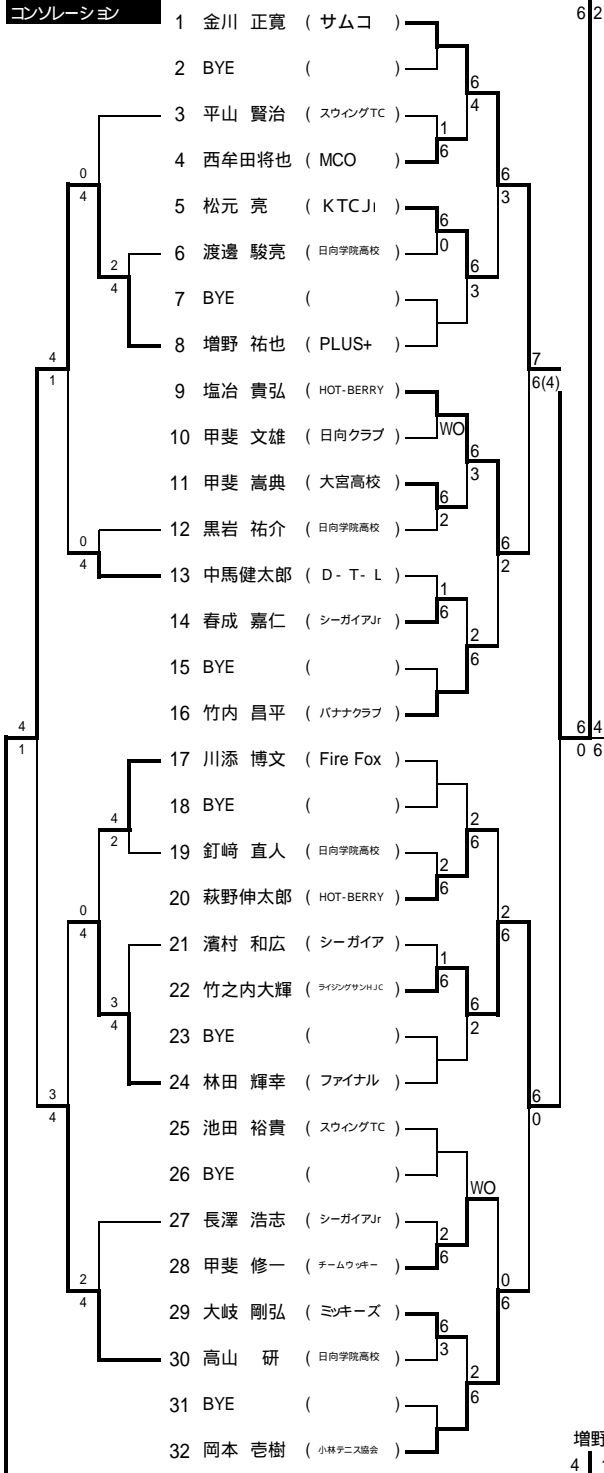 コンソレーション
6 2
1 金川 正寛 ( サムコ )
2 BYE ( )
6
4
3 平山 賢治 ( スウィングTC )
1
6
0
4
4 西牟田将也 ( MCO )
6
3
5 松元 亮 ( KTCJr )
6
0
6 渡邊 駿亮 ( 日向学院高校 )
2
4
6
3
7 BYE ( )
8 増野 祐也 ( PLUS+ )
4
1
7
6(4)
9 塩冶 貴弘 ( HOT-BERRY )
WO
10 甲斐 文雄 ( 日向クラブ )
6
3
11 甲斐 嵩典 ( 大宮高校 )
6
2
12 黒岩 祐介 ( 日向学院高校 )
0
4
6
2
13 中馬健太郎 ( D - T - L )
1
6
14 春成 嘉仁 ( シーガイアJr )
2
6
15 BYE ( )
16 竹内 昌平 ( バナナクラブ )
4
1
6 4
0 6
17 川添 博文 ( Fire Fox )
18 BYE ( )
4
2
2
6
19 釘﨑 直人 ( 日向学院高校 )
2
6
20 萩野伸太郎 ( HOT-BERRY )
0
4
2
6
21 濱村 和広 ( シーガイア )
1
6
22 竹之内大輝 ( ライジングサンHJC )
3
4
6
2
23 BYE ( )
24 林田 輝幸 ( ファイナル )
3
4
6
0
25 池田 裕貴 ( スウィングTC )
26 BYE ( )
WO
27 長澤 浩志 ( シーガイアJr )
2
6
28 甲斐 修一 ( チームウッキー )
2
4
0
6
29 大岐 剛弘 ( ミッキーズ )
6
3
30 高山 研 ( 日向学院高校 )
2
6
31 BYE ( )
32 岡本 壱樹 ( 小林テニス協会 )
増野
4